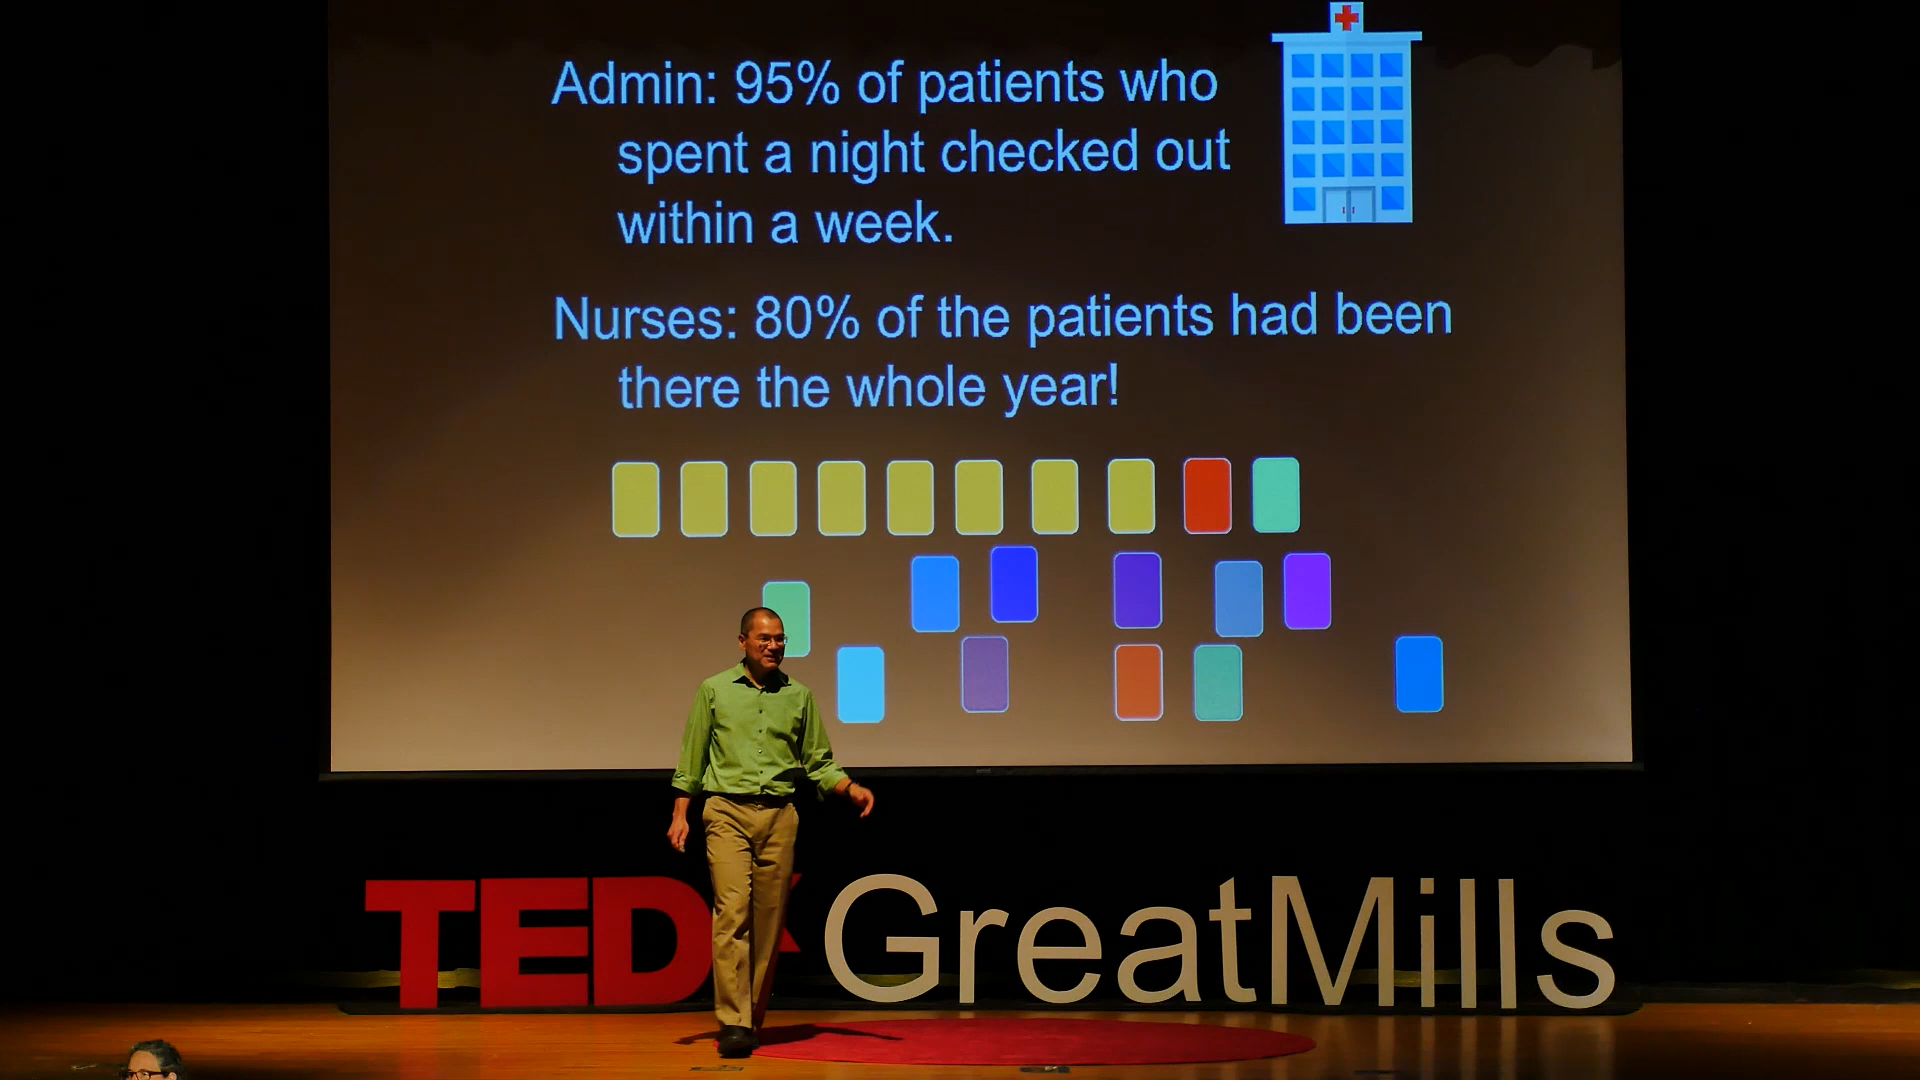 Admin: 95% of patients who
spent a night checked out
within a week.
Nurses: 80% of the patients had been
there the whole year!
TEDx GreatMills